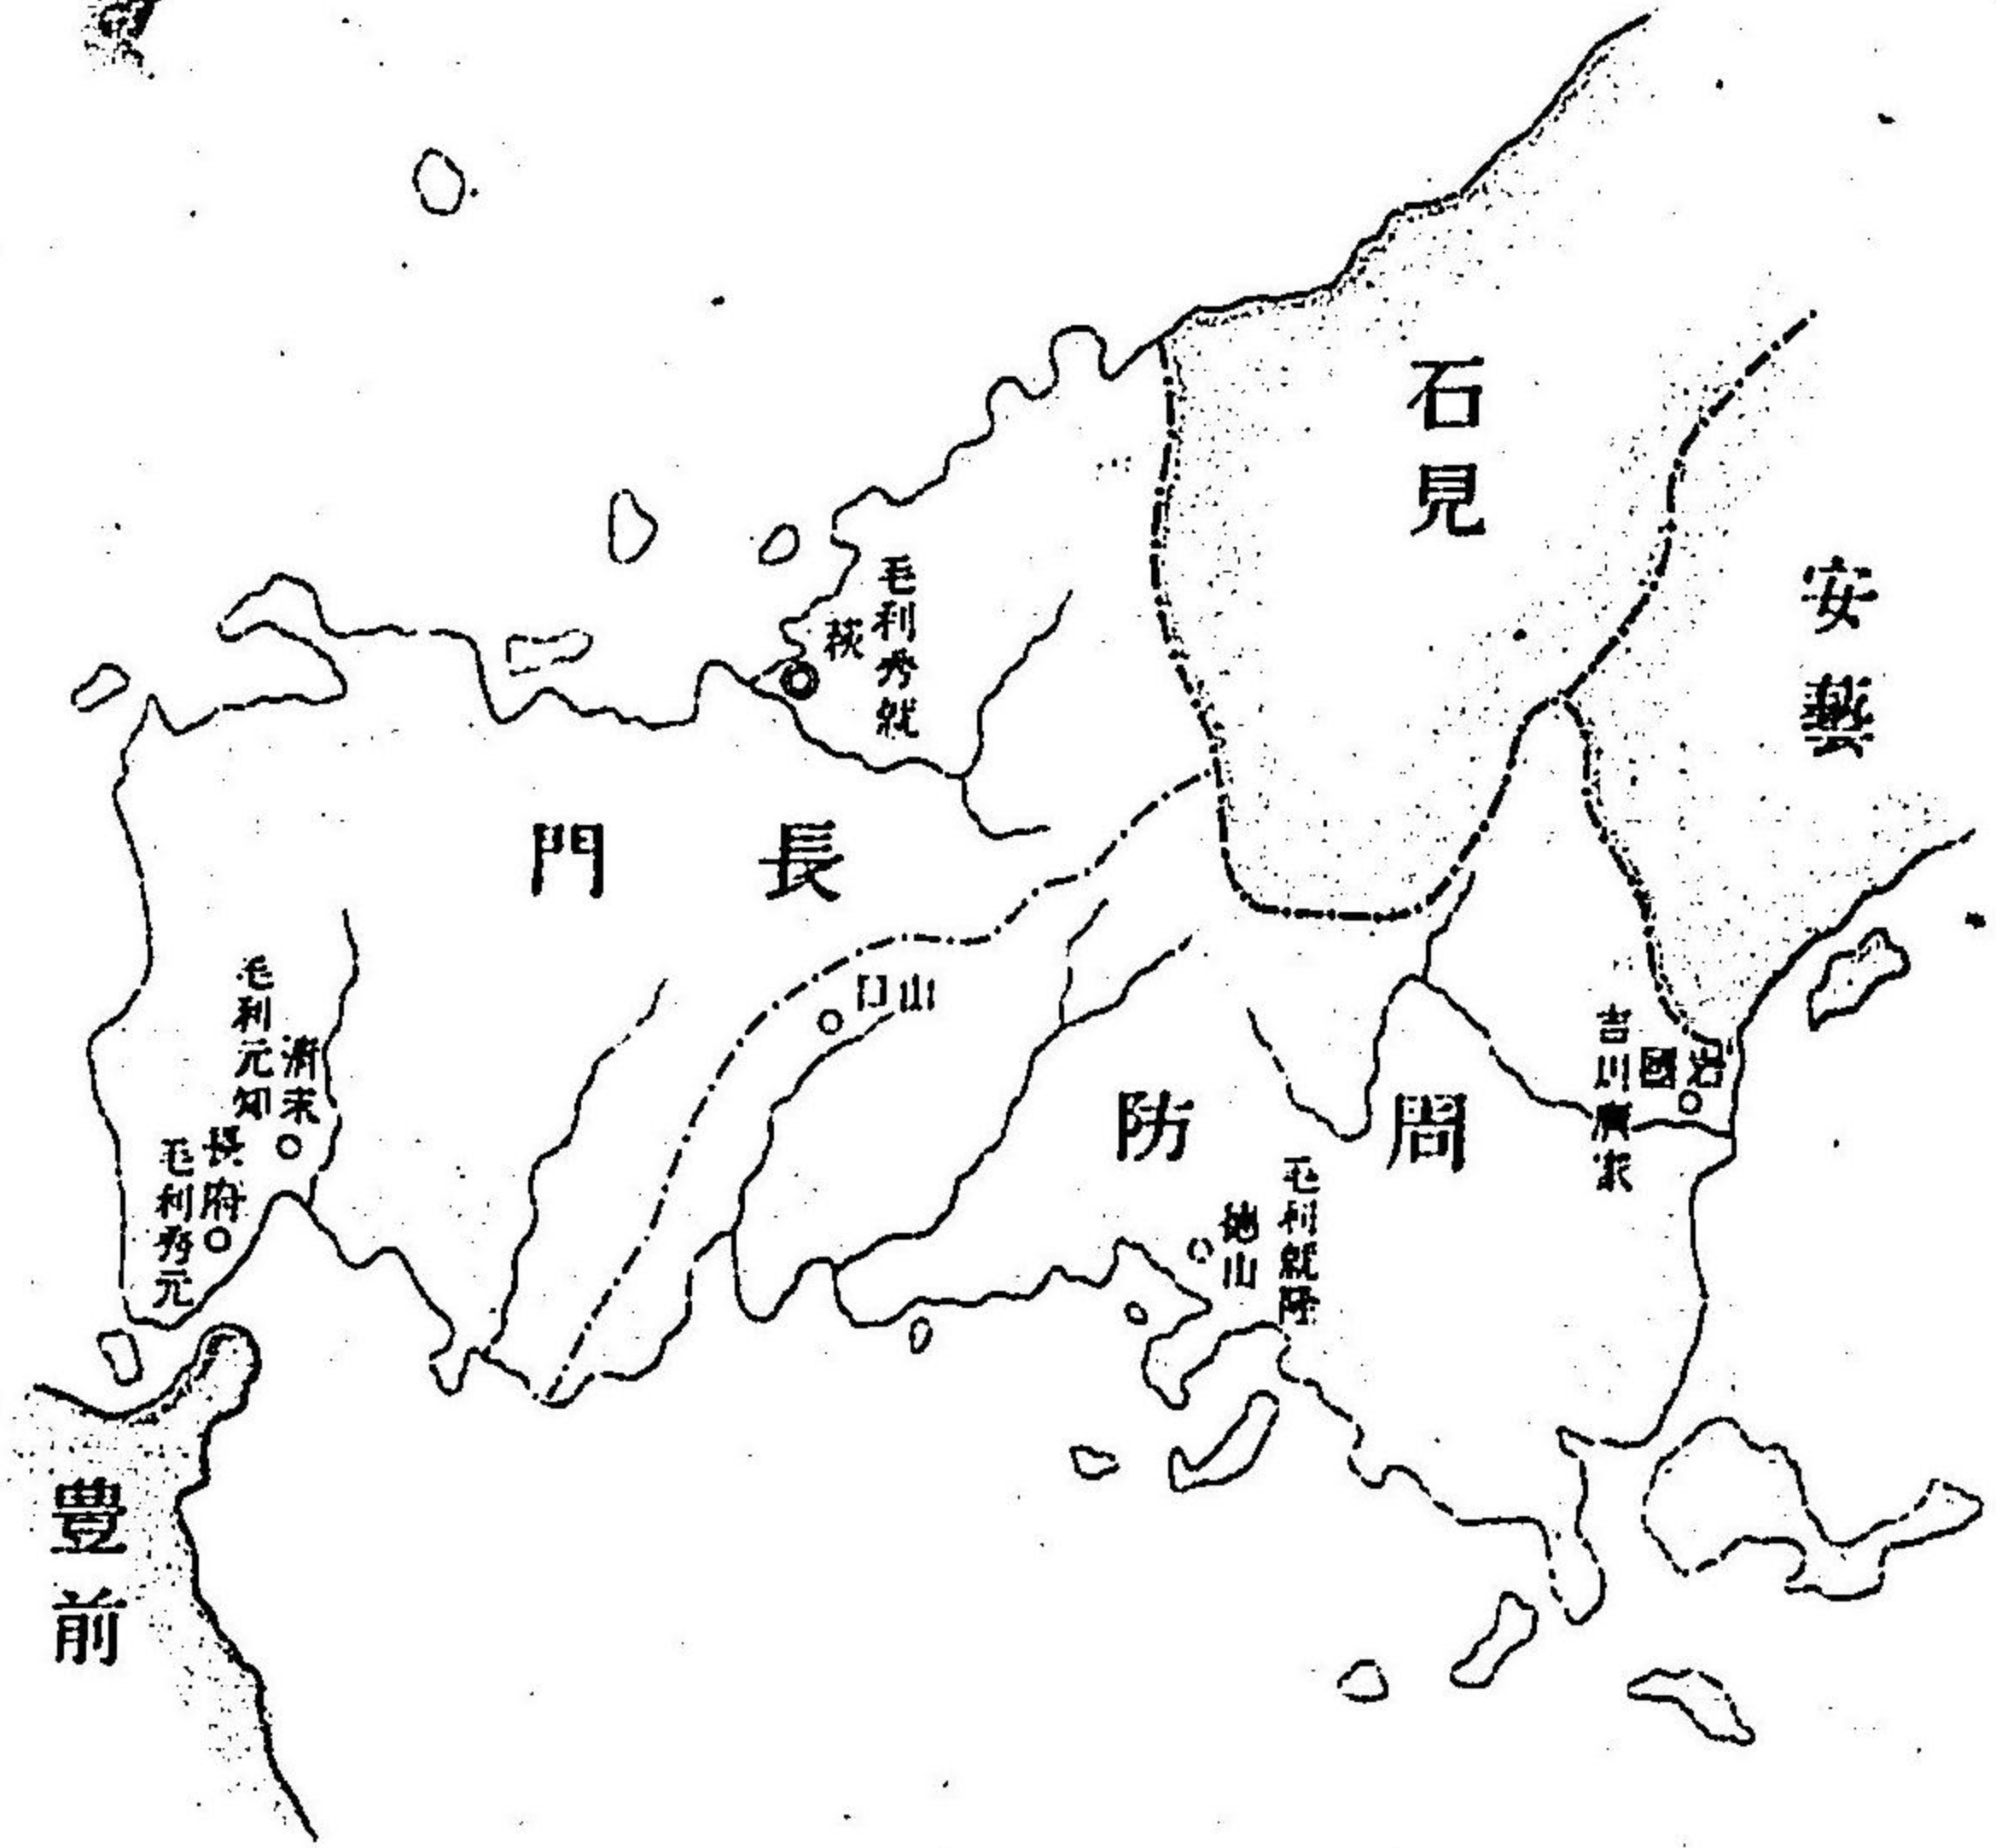 石見
安藝
毛利秀就
萩
長門
山口
周防
岩國
吉川廣家
毛利元知
清末
長府
毛利秀元
德山
毛利就隆
豊前